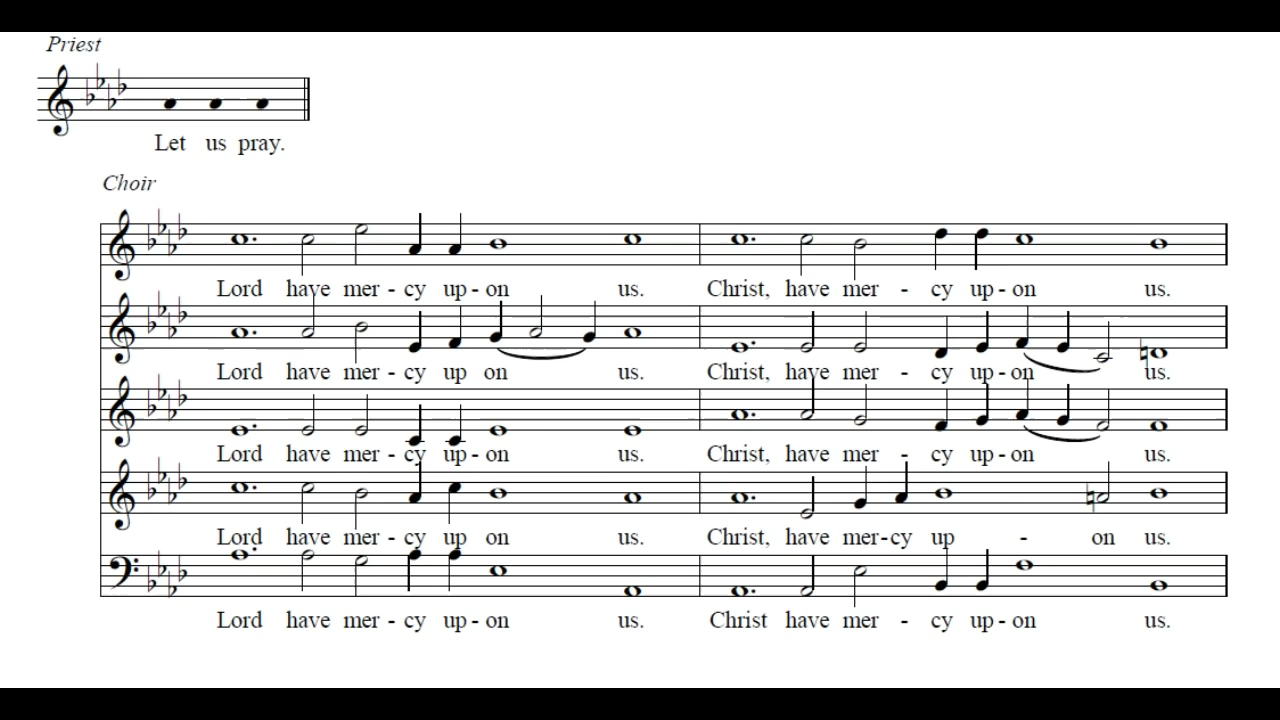 Priest
Let us pray.
Choir
Lord have mer - cy up - on us. Christ, have mer - cy up - on us.
Lord have mer - cy up on us. Christ, have mer - cy up - on us.
Lord have mer - cy up - on us. Christ, have mer - cy up - on us.
Lord have mer - cy up on us. Christ, have mer - cy up - on us.
Lord have mer - cy up - on us. Christ have mer - cy up - on us.